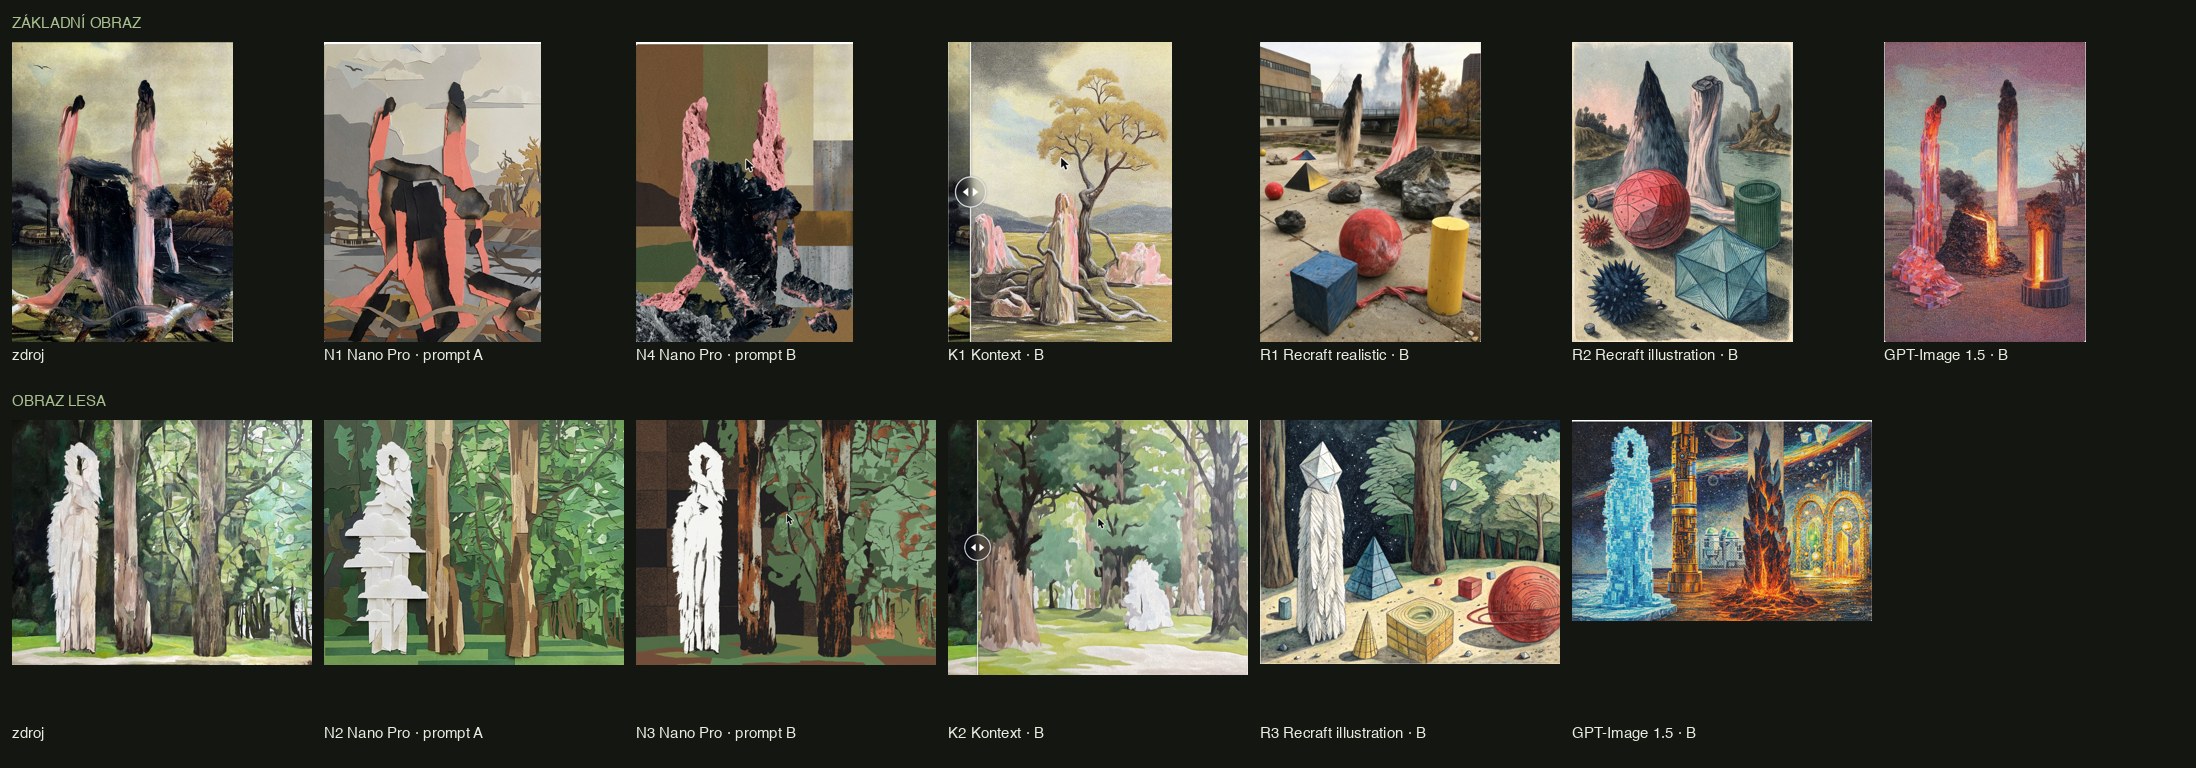 ZÁKLADNÍ OBRAZ
zdroj
N1 Nano Pro · prompt A
N4 Nano Pro · prompt B
K1 Kontext · B
R1 Recraft realistic · B
R2 Recraft illustration · B
GPT-Image 1.5 · B
OBRAZ LESA
zdroj
N2 Nano Pro · prompt A
N3 Nano Pro · prompt B
K2 Kontext · B
R3 Recraft illustration · B
GPT-Image 1.5 · B